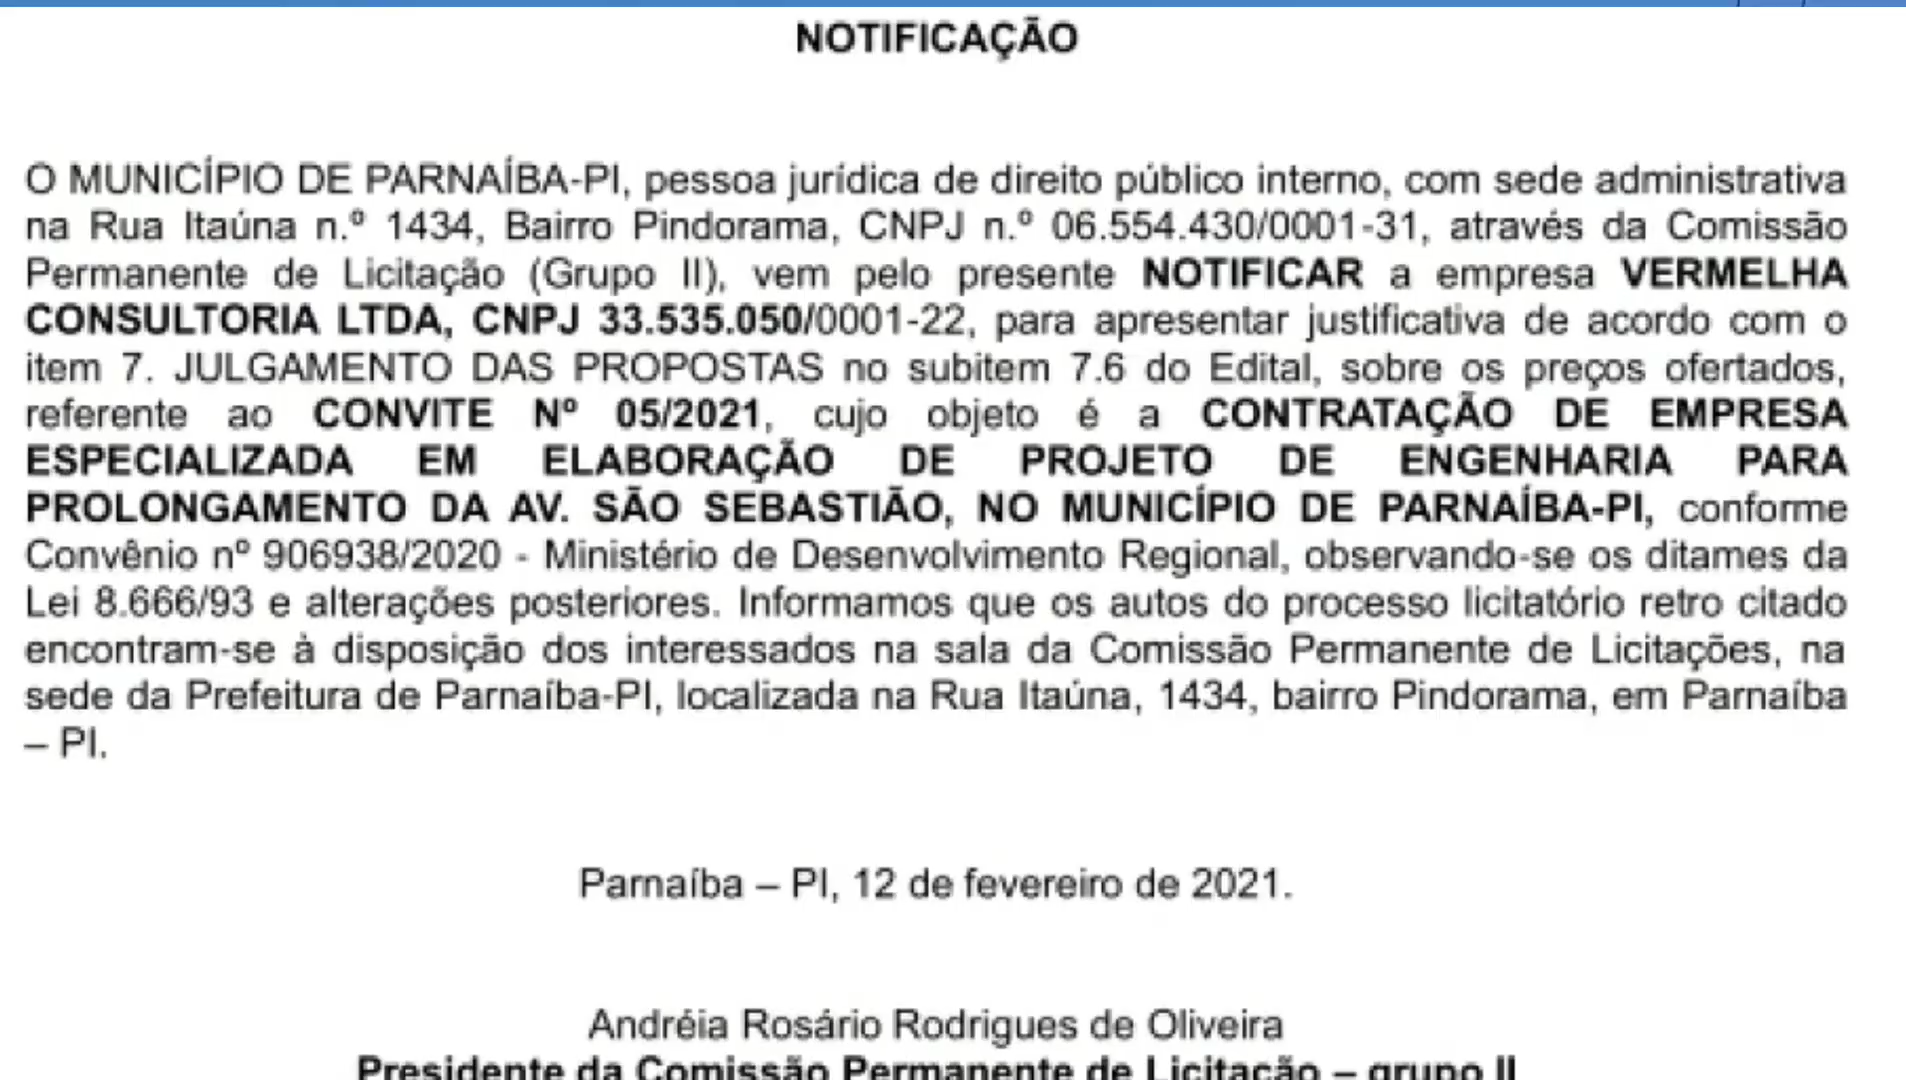 NOTIFICAÇÃO
O MUNICÍPIO DE PARNAÍBA-PI, pessoa jurídica de direito público interno, com sede administrativa
na Rua Itaúna n.º 1434, Bairro Pindorama, CNPJ n.º 06.554.430/0001-31, através da Comissão
Permanente de Licitação (Grupo II), vem pelo presente NOTIFICAR a empresa VERMELHA
CONSULTORIA LTDA, CNPJ 33.535.050/0001-22, para apresentar justificativa de acordo com o
item 7. JULGAMENTO DAS PROPOSTAS no subitem 7.6 do Edital, sobre os preços ofertados,
referente ao CONVITE Nº 05/2021, cujo objeto é a CONTRATAÇÃO DE EMPRESA
ESPECIALIZADA EM ELABORAÇÃO DE PROJETO DE ENGENHARIA PARA
PROLONGAMENTO DA AV. SÃO SEBASTIÃO, NO MUNICÍPIO DE PARNAÍBA-PI, conforme
Convênio nº 906938/2020 - Ministério de Desenvolvimento Regional, observando-se os ditames da
Lei 8.666/93 e alterações posteriores. Informamos que os autos do processo licitatório retro citado
encontram-se à disposição dos interessados na sala da Comissão Permanente de Licitações, na
sede da Prefeitura de Parnaíba-PI, localizada na Rua Itaúna, 1434, bairro Pindorama, em Parnaíba
– PI.
Parnaíba – PI, 12 de fevereiro de 2021.
Andréia Rosário Rodrigues de Oliveira
Presidente da Comissão Permanente de Licitação – grupo II